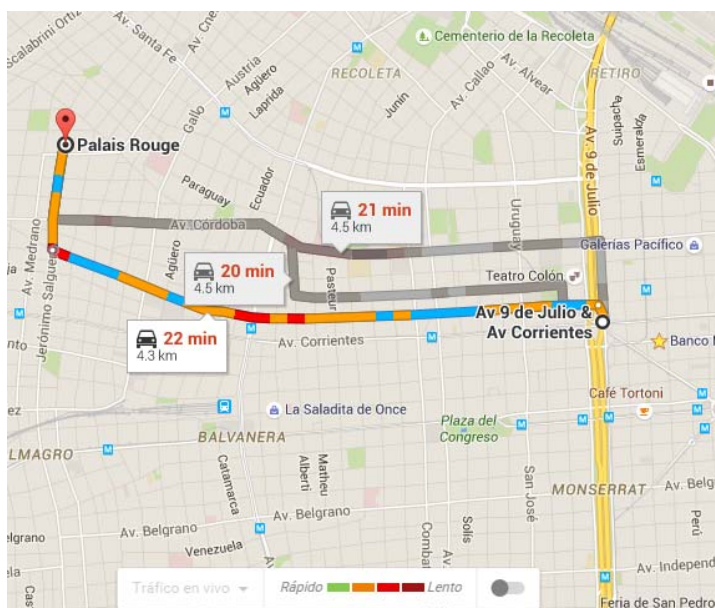 Scalabrini Ortiz
Av. Santa Fe
Av. Cne
Austria
Agüero
Laprida
Gallo
Cementerio de la Recoleta
RECOLETA
Av. Callao
Av. Alvear
Junín
RETIRO
Suipacha
Esmeralda
Av. 9 de Julio
Palais Rouge
Paraguay
Ecuador
Av. Córdoba
21 min
4.5 km
Uruguay
Galerías Pacífico
Av. Medrano
Agüero
20 min
4.5 km
Pasteur
Teatro Colón
Jerónimo Salguero
22 min
4.3 km
Av 9 de Julio &
Av Corrientes
Av. Corrientes
Banco M
Café Tortoni
La Saladita de Once
Plaza del
Congreso
LMAGRO
BALVANERA
Catamarca
Matheu
Alberti
San José
MONSERRAT
Av. Belgrano
Av. Belgrano
Av. Belg
elgrano
Venezuela
Solís
Perú
Av. Independ
Tráfico en vivo
Rápido
Lento
Feria de San Pedro